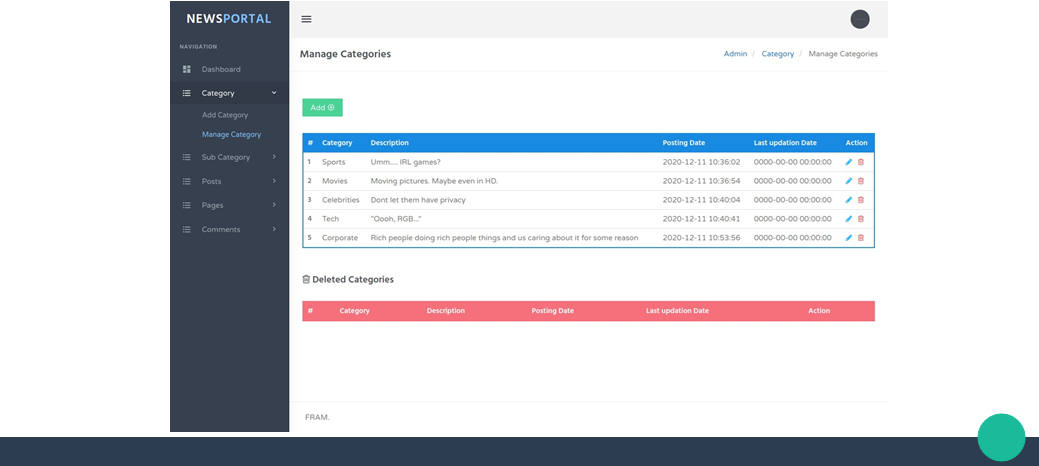 NEWSPORTAL
NAVIGATION
Dashboard
Category
Add Category
Manage Category
Sub Category
Posts
Pages
Comments
Manage Categories
Admin / Category / Manage Categories
Add
# Category Description Posting Date Last updation Date Action
1 Sports Umm.... IRL games? 2020-12-11 10:36:02 0000-00-00 00:00:00
2 Movies Moving pictures. Maybe even in HD. 2020-12-11 10:36:54 0000-00-00 00:00:00
3 Celebrities Dont let them have privacy 2020-12-11 10:40:04 0000-00-00 00:00:00
4 Tech "Oooh, RGB..." 2020-12-11 10:40:41 0000-00-00 00:00:00
5 Corporate Rich people doing rich people things and us caring about it for some reason 2020-12-11 10:53:56 0000-00-00 00:00:00
Deleted Categories
# Category Description Posting Date Last updation Date Action
FRAM.